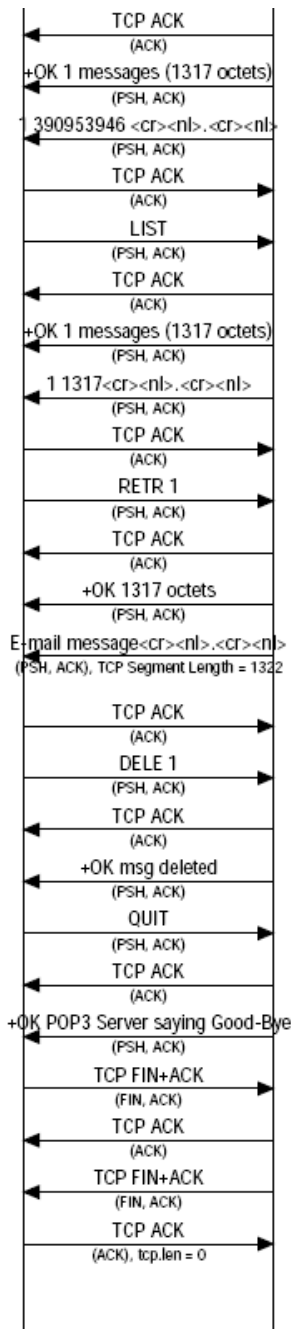 TCP ACK
(ACK)
+OK 1 messages (1317 octets)
(PSH, ACK)
1 390953946 <cr><nl>.<cr><nl>
(PSH, ACK)
TCP ACK
(ACK)
LIST
(PSH, ACK)
TCP ACK
(ACK)
+OK 1 messages (1317 octets)
(PSH, ACK)
1 1317<cr><nl>.<cr><nl>
(PSH, ACK)
TCP ACK
(ACK)
RETR 1
(PSH, ACK)
TCP ACK
(ACK)
+OK 1317 octets
(PSH, ACK)
E-mail message<cr><nl>.<cr><nl>
(PSH, ACK), TCP Segment Length = 1322
TCP ACK
(ACK)
DELE 1
(PSH, ACK)
TCP ACK
(ACK)
+OK msg deleted
(PSH, ACK)
QUIT
(PSH, ACK)
TCP ACK
(ACK)
+OK POP3 Server saying Good-Bye
(PSH, ACK)
TCP FIN+ACK
(FIN, ACK)
TCP ACK
(ACK)
TCP FIN+ACK
(FIN, ACK)
TCP ACK
(ACK), tcp.len = 0